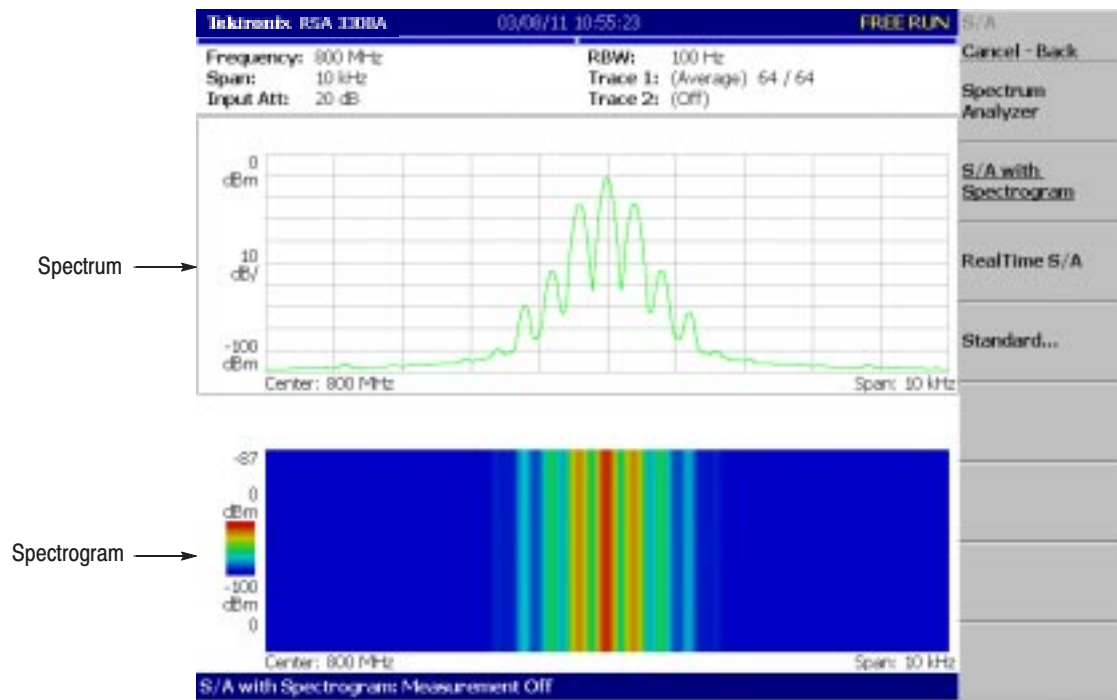 Tektronix RSA 3308A 03/08/11 10:55:23 FREE RUN
S/A
Frequency: 800 MHz RBW: 100 Hz
Span: 10 kHz Trace 1: (Average) 64 / 64
Input Att: 20 dB Trace 2: (Off)
Cancel - Back
Spectrum
Analyzer
S/A with
Spectrogram
RealTime S/A
Standard...
Spectrum
0
dBm
10
dB/
-100
dBm
Center: 800 MHz Span: 10 kHz
Spectrogram
-87
0
dBm
-100
dBm
0
Center: 800 MHz Span: 10 kHz
S/A with Spectrogram: Measurement Off